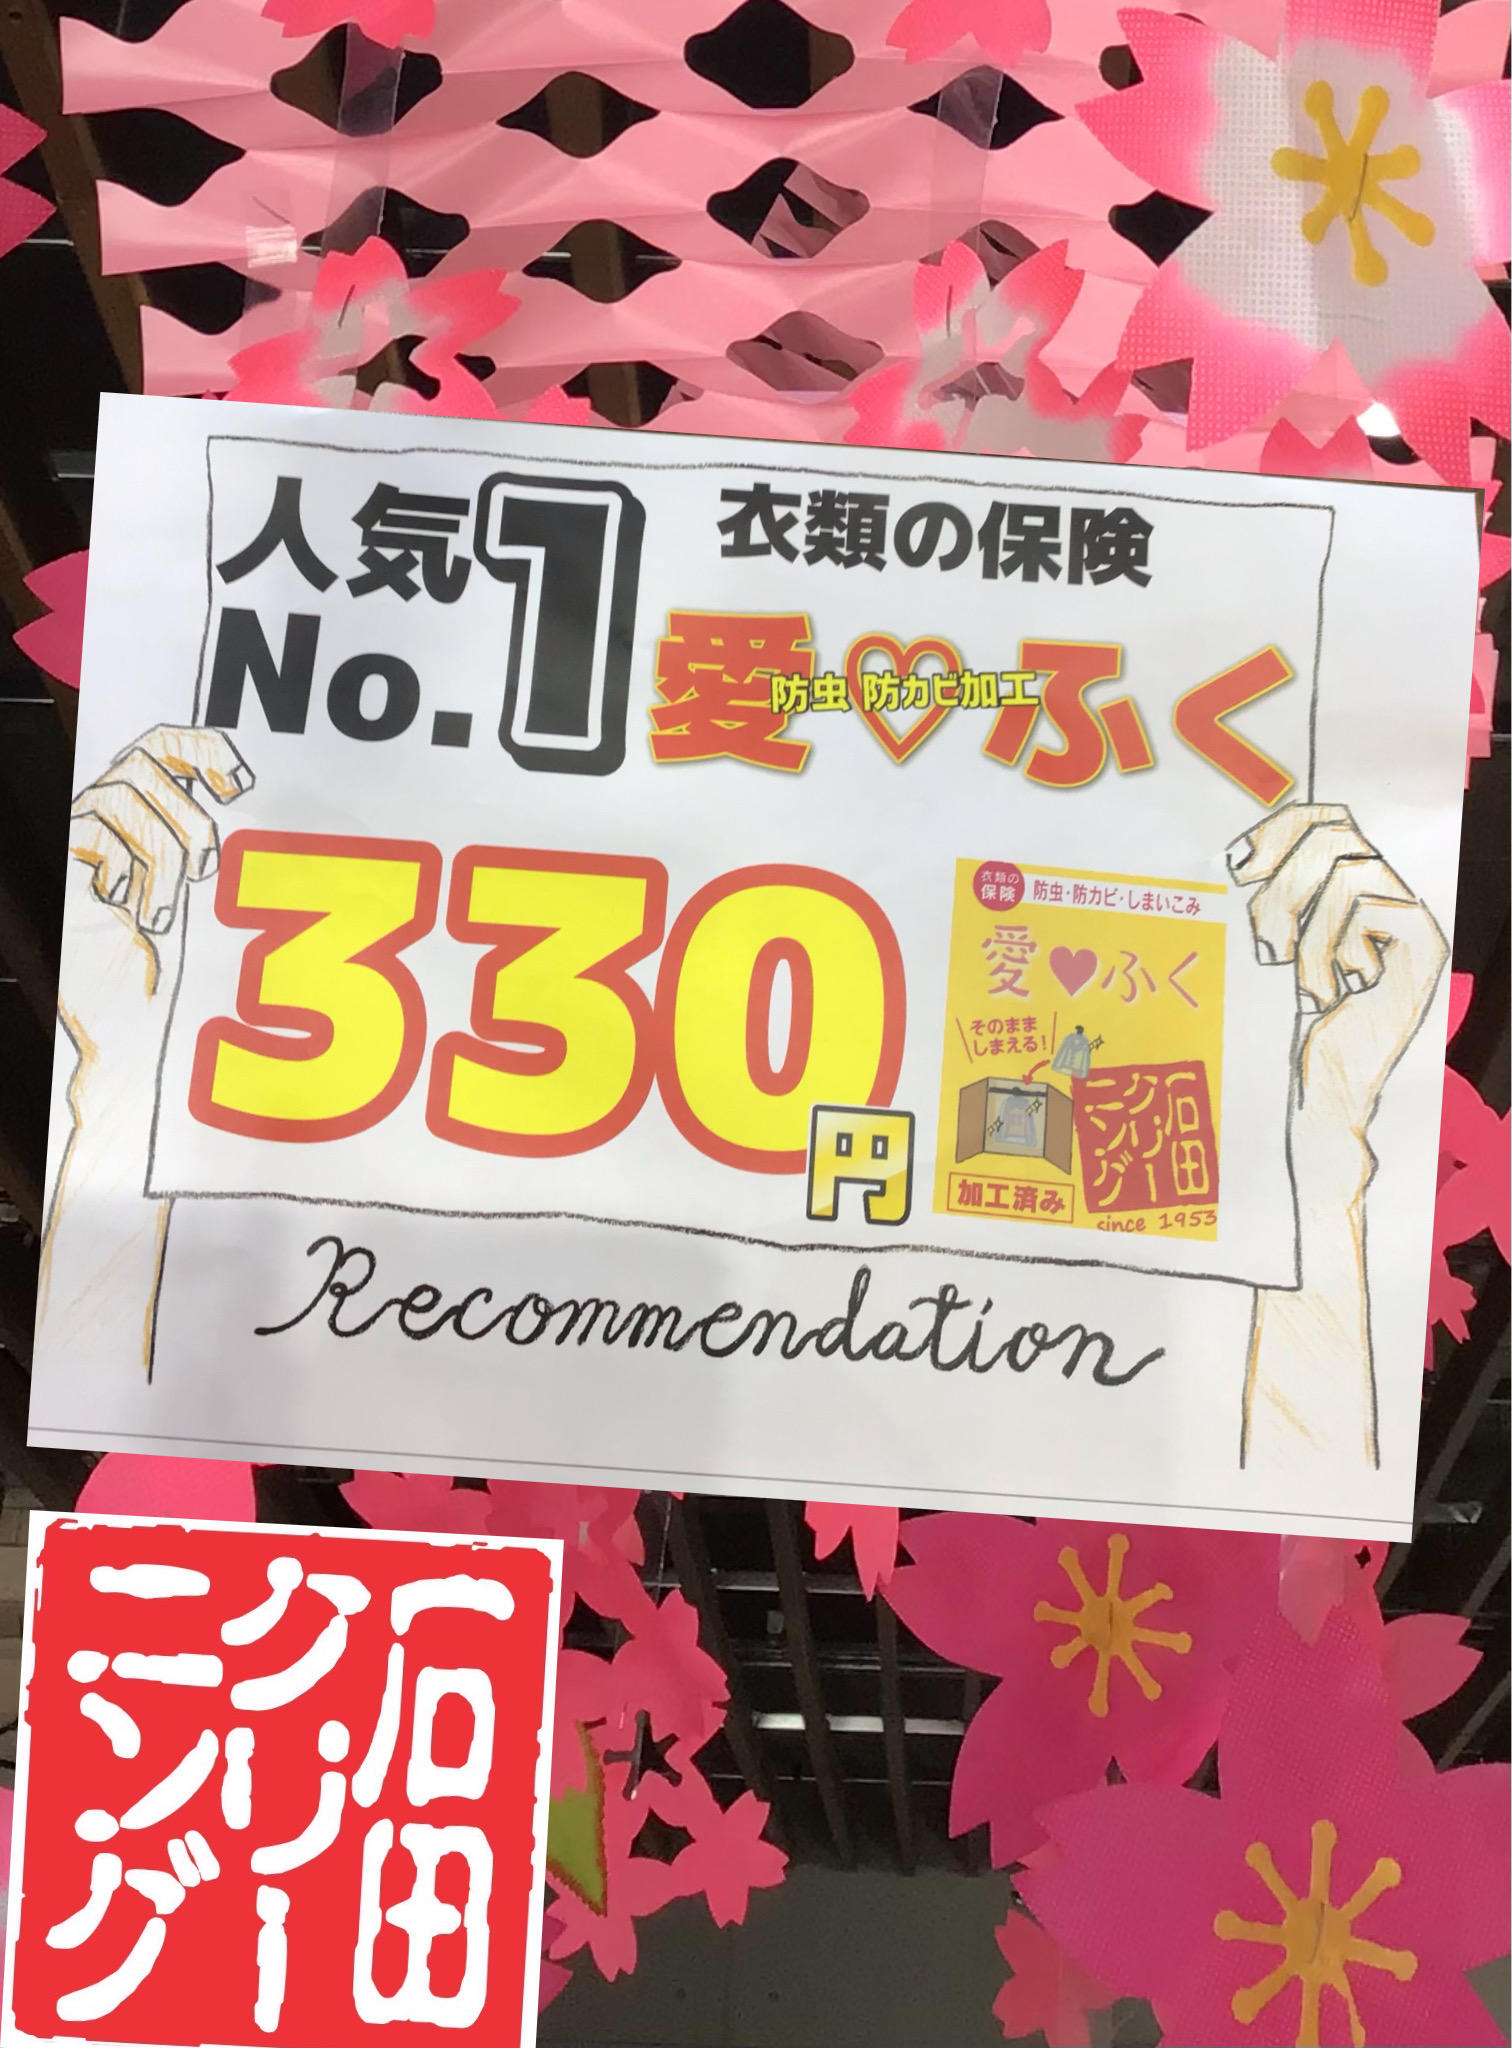 人気
No.1
衣類の保険
愛♡ふく
防虫 防カビ加工
330円
衣類の
保険
防虫・防カビ・しまいこみ
愛♥ふく
そのまま
しまえる！
石田
クリー
ニング
加工済み
since 1953
Recommendation
石田
クリー
ニング